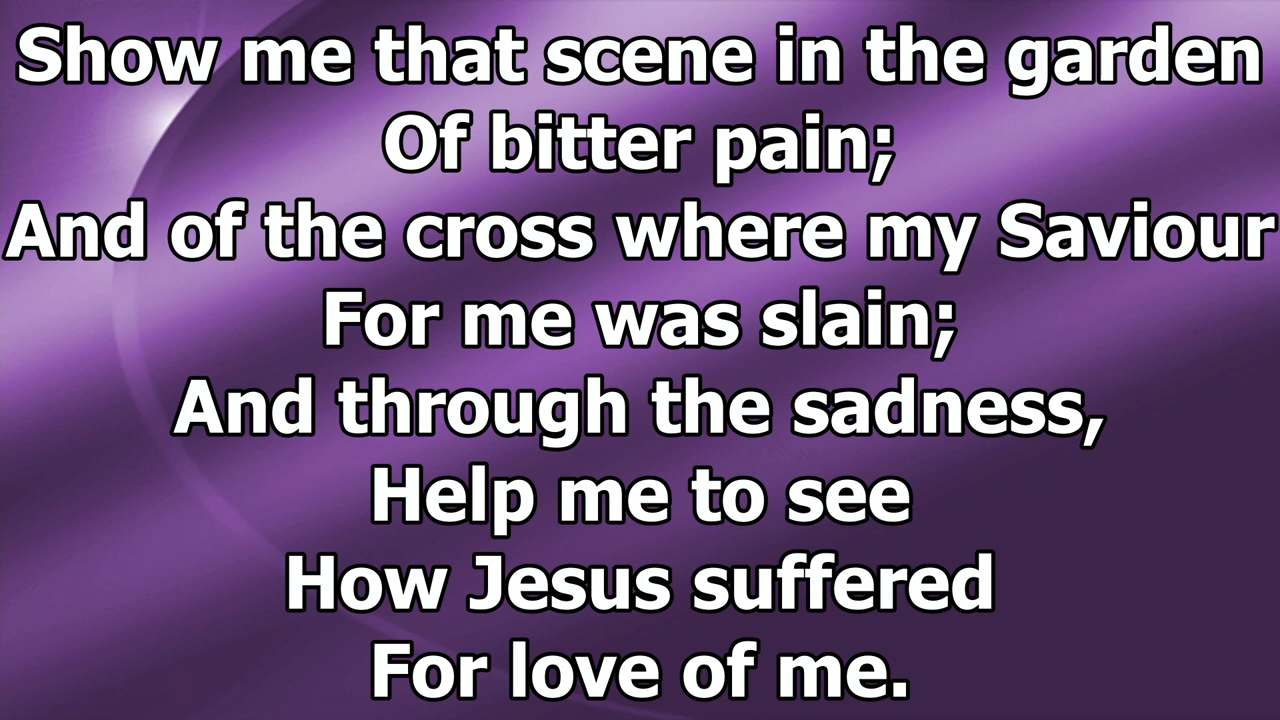 Show me that scene in the garden
Of bitter pain;
And of the cross where my Saviour
For me was slain;
And through the sadness,
Help me to see
How Jesus suffered
For love of me.